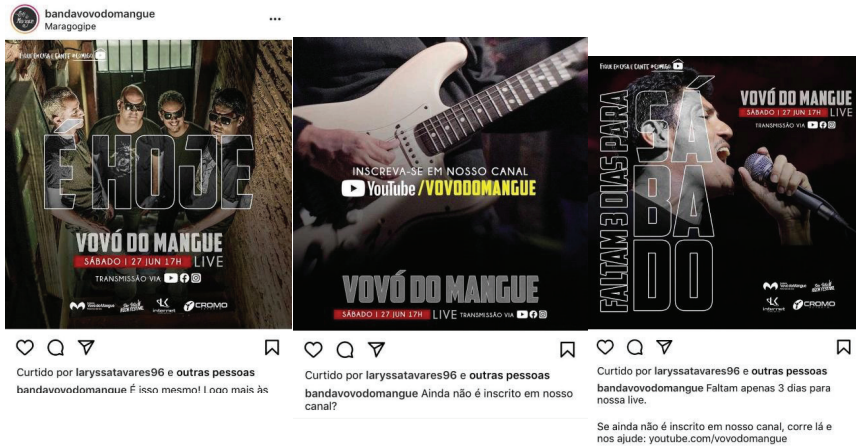 bandavovodomangue
Maragogipe
FIQUE EM CASA E CANTE COMIGO
É HOJE
VOVÓ DO MANGUE
SÁBADO | 27 JUN 17H LIVE
TRANSMISSÃO VIA
internet
CROMO
Curtido por laryssatavares96 e outras pessoas
bandavovodomangue É isso mesmo! Logo mais às
INSCREVA-SE EM NOSSO CANAL
YouTube /VOVODOMANGUE
VOVÓ DO MANGUE
SÁBADO | 27 JUN 17H LIVE TRANSMISSÃO VIA
Curtido por laryssatavares96 e outras pessoas
bandavovodomangue Ainda não é inscrito em nosso
canal?
FIQUE EM CASA E CANTE COMIGO
FALTAM 3 DIAS PARA
SÁ
BA
DO
VOVÓ DO MANGUE
SÁBADO | 27 JUN 17H LIVE
TRANSMISSÃO VIA
internet
CROMO
Curtido por laryssatavares96 e outras pessoas
bandavovodomangue Faltam apenas 3 dias para
nossa live.
Se ainda não é inscrito em nosso canal, corre lá e
nos ajude: youtube.com/vovodomangue